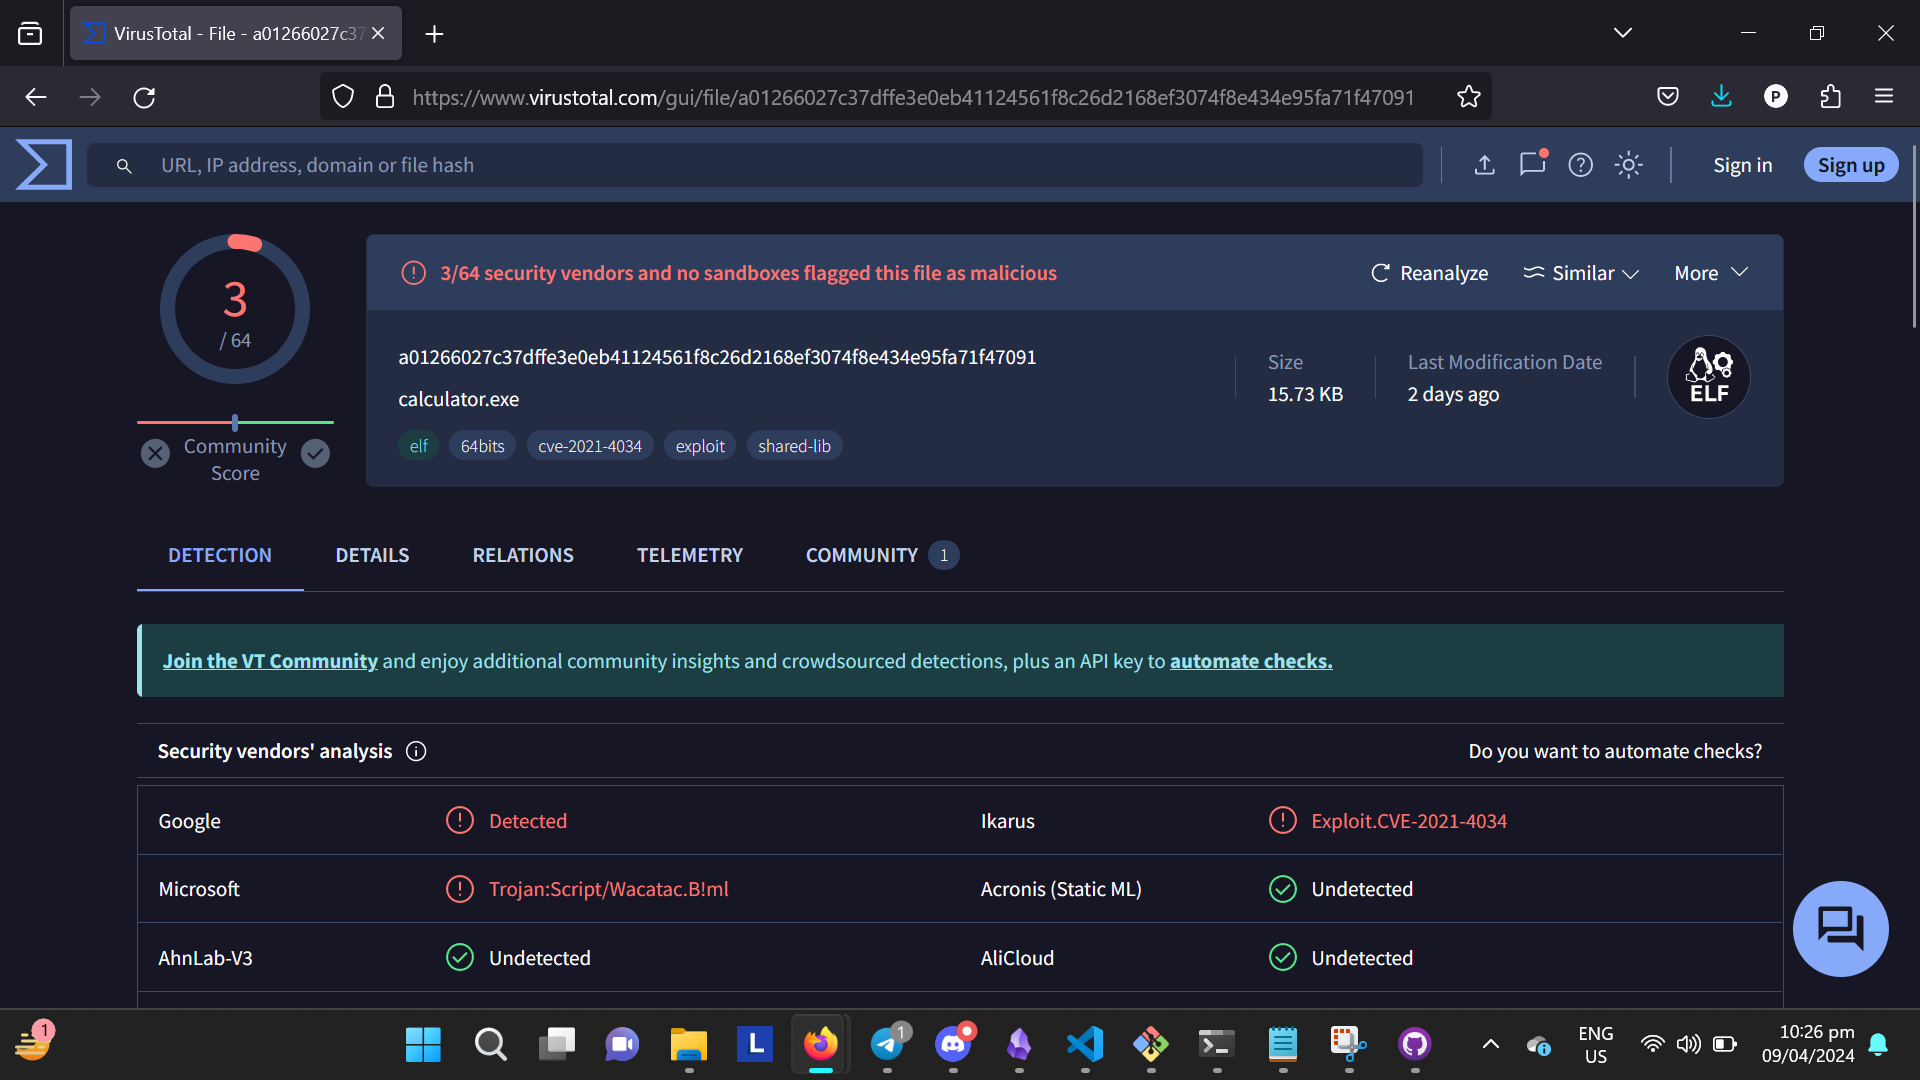 VirusTotal - File - a01266027c37
https://www.virustotal.com/gui/file/a01266027c37dffe3e0eb41124561f8c26d2168ef3074f8e434e95fa71f47091
P
URL, IP address, domain or file hash
Sign in
Sign up
3
/ 64
Community
Score
3/64 security vendors and no sandboxes flagged this file as malicious
Reanalyze
Similar
More
a01266027c37dffe3e0eb41124561f8c26d2168ef3074f8e434e95fa71f47091
calculator.exe
elf
64bits
cve-2021-4034
exploit
shared-lib
Size
15.73 KB
Last Modification Date
2 days ago
ELF
DETECTION
DETAILS
RELATIONS
TELEMETRY
COMMUNITY 1
Join the VT Community and enjoy additional community insights and crowdsourced detections, plus an API key to automate checks.
Security vendors' analysis
Do you want to automate checks?
Google
Detected
Ikarus
Exploit.CVE-2021-4034
Microsoft
Trojan:Script/Wacatac.B!ml
Acronis (Static ML)
Undetected
AhnLab-V3
Undetected
AliCloud
Undetected
1
L
1
ENG
US
10:26 pm
09/04/2024